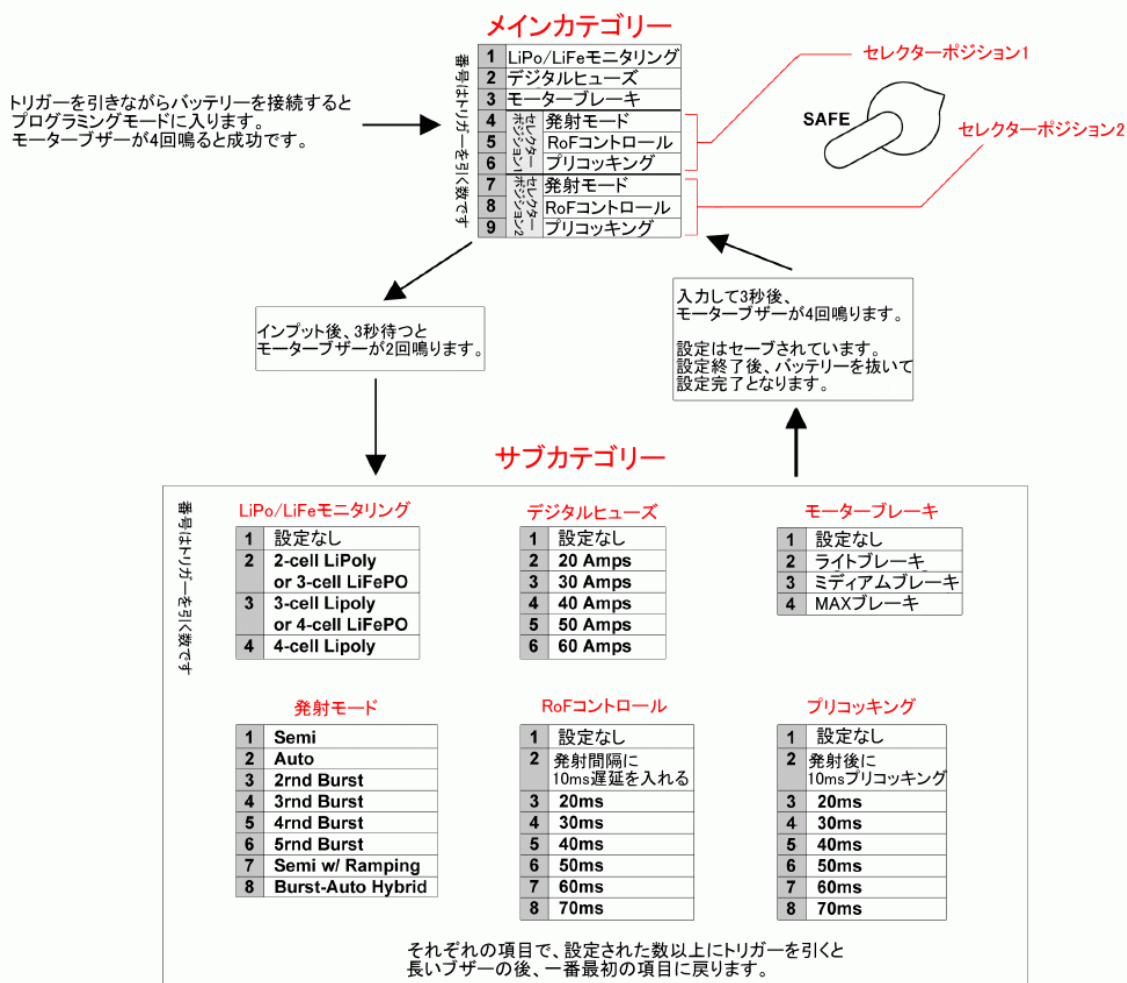 メインカテゴリー
番号はトリガーを引く数です
1 LiPo/LiFeモニタリング
2 デジタルヒューズ
3 モーターブレーキ
セレクターポジション1
4 発射モード
5 RoFコントロール
6 プリコッキング
セレクターポジション2
7 発射モード
8 RoFコントロール
9 プリコッキング
セレクターポジション1
SAFE
セレクターポジション2
トリガーを引きながらバッテリーを接続すると
プログラミングモードに入ります。
モーターブザーが4回鳴ると成功です。
インプット後、3秒待つと
モーターブザーが2回鳴ります。
入力して3秒後、
モーターブザーが4回鳴ります。
設定はセーブされています。
設定終了後、バッテリーを抜いて
設定完了となります。
サブカテゴリー
番号はトリガーを引く数です
LiPo/LiFeモニタリング
1 設定なし
2 2-cell LiPoly
or 3-cell LiFePO
3 3-cell Lipoly
or 4-cell LiFePO
4 4-cell Lipoly
デジタルヒューズ
1 設定なし
2 20 Amps
3 30 Amps
4 40 Amps
5 50 Amps
6 60 Amps
モーターブレーキ
1 設定なし
2 ライトブレーキ
3 ミディアムブレーキ
4 MAXブレーキ
発射モード
1 Semi
2 Auto
3 2rnd Burst
4 3rnd Burst
5 4rnd Burst
6 5rnd Burst
7 Semi w/ Ramping
8 Burst-Auto Hybrid
RoFコントロール
1 設定なし
2 発射間隔に
10ms遅延を入れる
3 20ms
4 30ms
5 40ms
6 50ms
7 60ms
8 70ms
プリコッキング
1 設定なし
2 発射後に
10msプリコッキング
3 20ms
4 30ms
5 40ms
6 50ms
7 60ms
8 70ms
それぞれの項目で、設定された数以上にトリガーを引くと
長いブザーの後、一番最初の項目に戻ります。